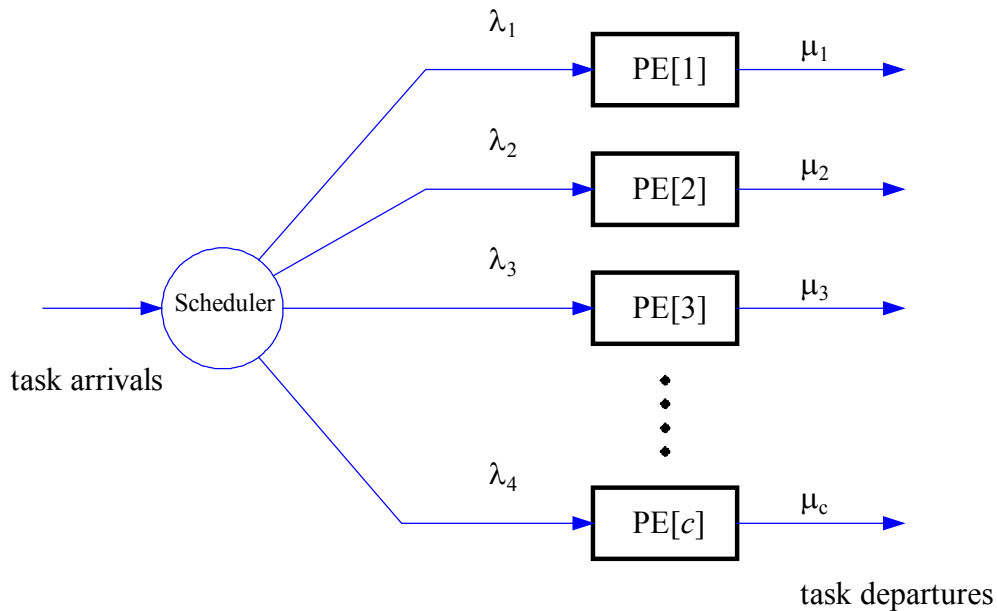 λ₁
PE[1]
μ₁
λ₂
PE[2]
μ₂
λ₃
Scheduler
PE[3]
μ₃
task arrivals
λ₄
PE[c]
μc
task departures